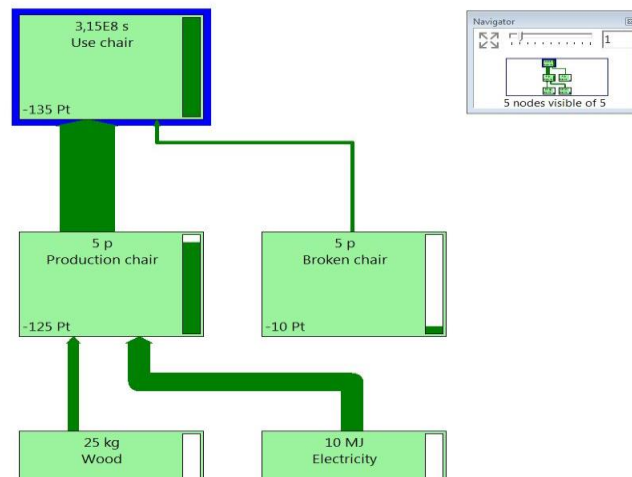 3,15E8 s
Use chair
-135 Pt
Navigator
1
5 nodes visible of 5
5 p
Production chair
-125 Pt
5 p
Broken chair
-10 Pt
25 kg
Wood
10 MJ
Electricity